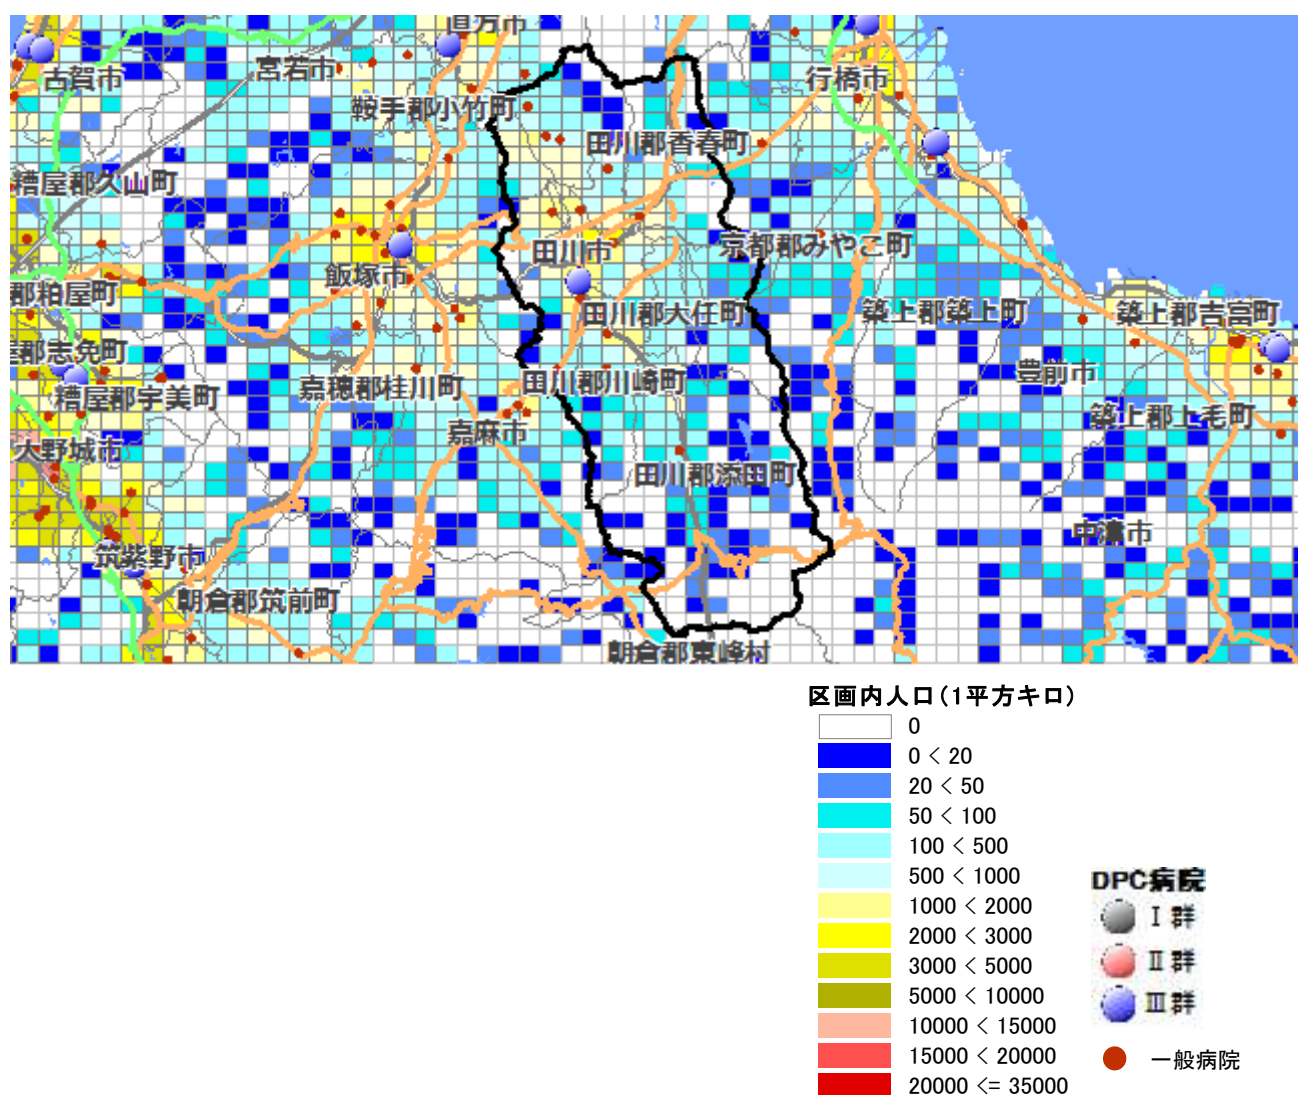 直方市
古賀市
宮若市
行橋市
鞍手郡小竹町
田川郡香春町
糟屋郡久山町
田川市
京都郡みやこ町
飯塚市
郡粕屋町
田川郡大任町
築上郡築上町
築上郡吉富町
屋郡志免町
豊前市
嘉穂郡桂川町
田川郡川崎町
糟屋郡宇美町
築上郡上毛町
嘉麻市
大野城市
田川郡添田町
中津市
筑紫野市
朝倉郡筑前町
朝倉郡東峰村
区画内人口(1平方キロ)
0
0 < 20
20 < 50
50 < 100
100 < 500
500 < 1000
1000 < 2000
2000 < 3000
3000 < 5000
5000 < 10000
10000 < 15000
15000 < 20000
20000 <= 35000
DPC病院
Ⅰ群
Ⅱ群
Ⅲ群
一般病院